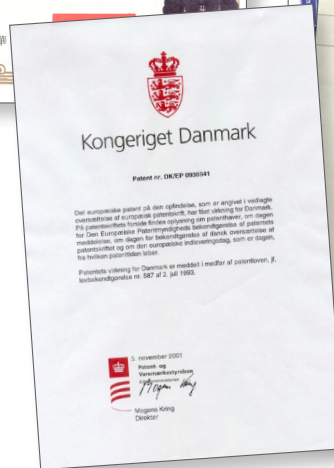 Kongeriget Danmark
Patent nr. DK/EP 0936941
Det europæiske patent på den opfindelse, som er angivet i vedlagte
oversættelse af europæisk patentskrift, har fået virkning for Danmark.
På patentskriftets forside findes oplysning om patenthaver, om dagen
for Den Europæiske Patentmyndigheds bekendtgørelse af patentets
meddelelse, om dagen for bekendtgørelse af dansk oversættelse af
patentskriftet og om den europæiske indleveringsdag, som er dagen,
fra hvilken patenttiden løber.
Patentets virkning for Danmark er meddelt i medfør af patentloven, jf.
lovbekendtgørelse nr. 587 af 2. juli 1993.
5. november 2001
Patent- og
Varemærkestyrelsen
Mogens Kring
Mogens Kring
Direktør